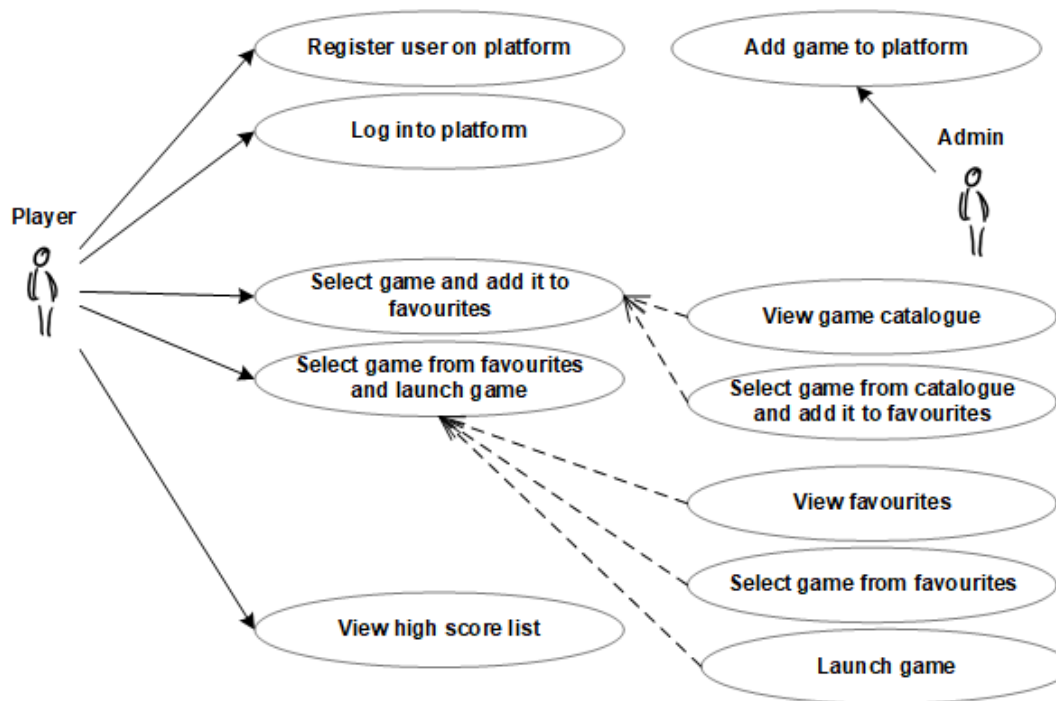 Register user on platform
Add game to platform
Log into platform
Admin
Player
Select game and add it to
favourites
View game catalogue
Select game from favourites
and launch game
Select game from catalogue
and add it to favourites
View favourites
Select game from favourites
View high score list
Launch game